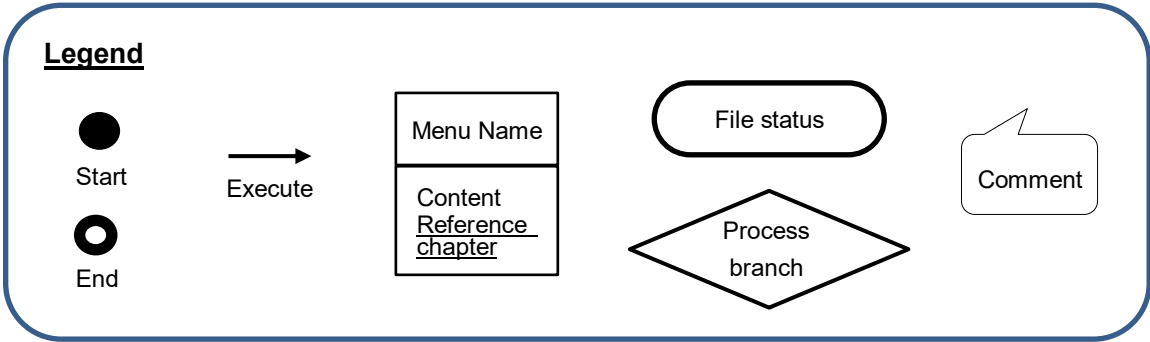 Legend
Start
End
Execute
Menu Name
Content
Reference
chapter
File status
Process
branch
Comment